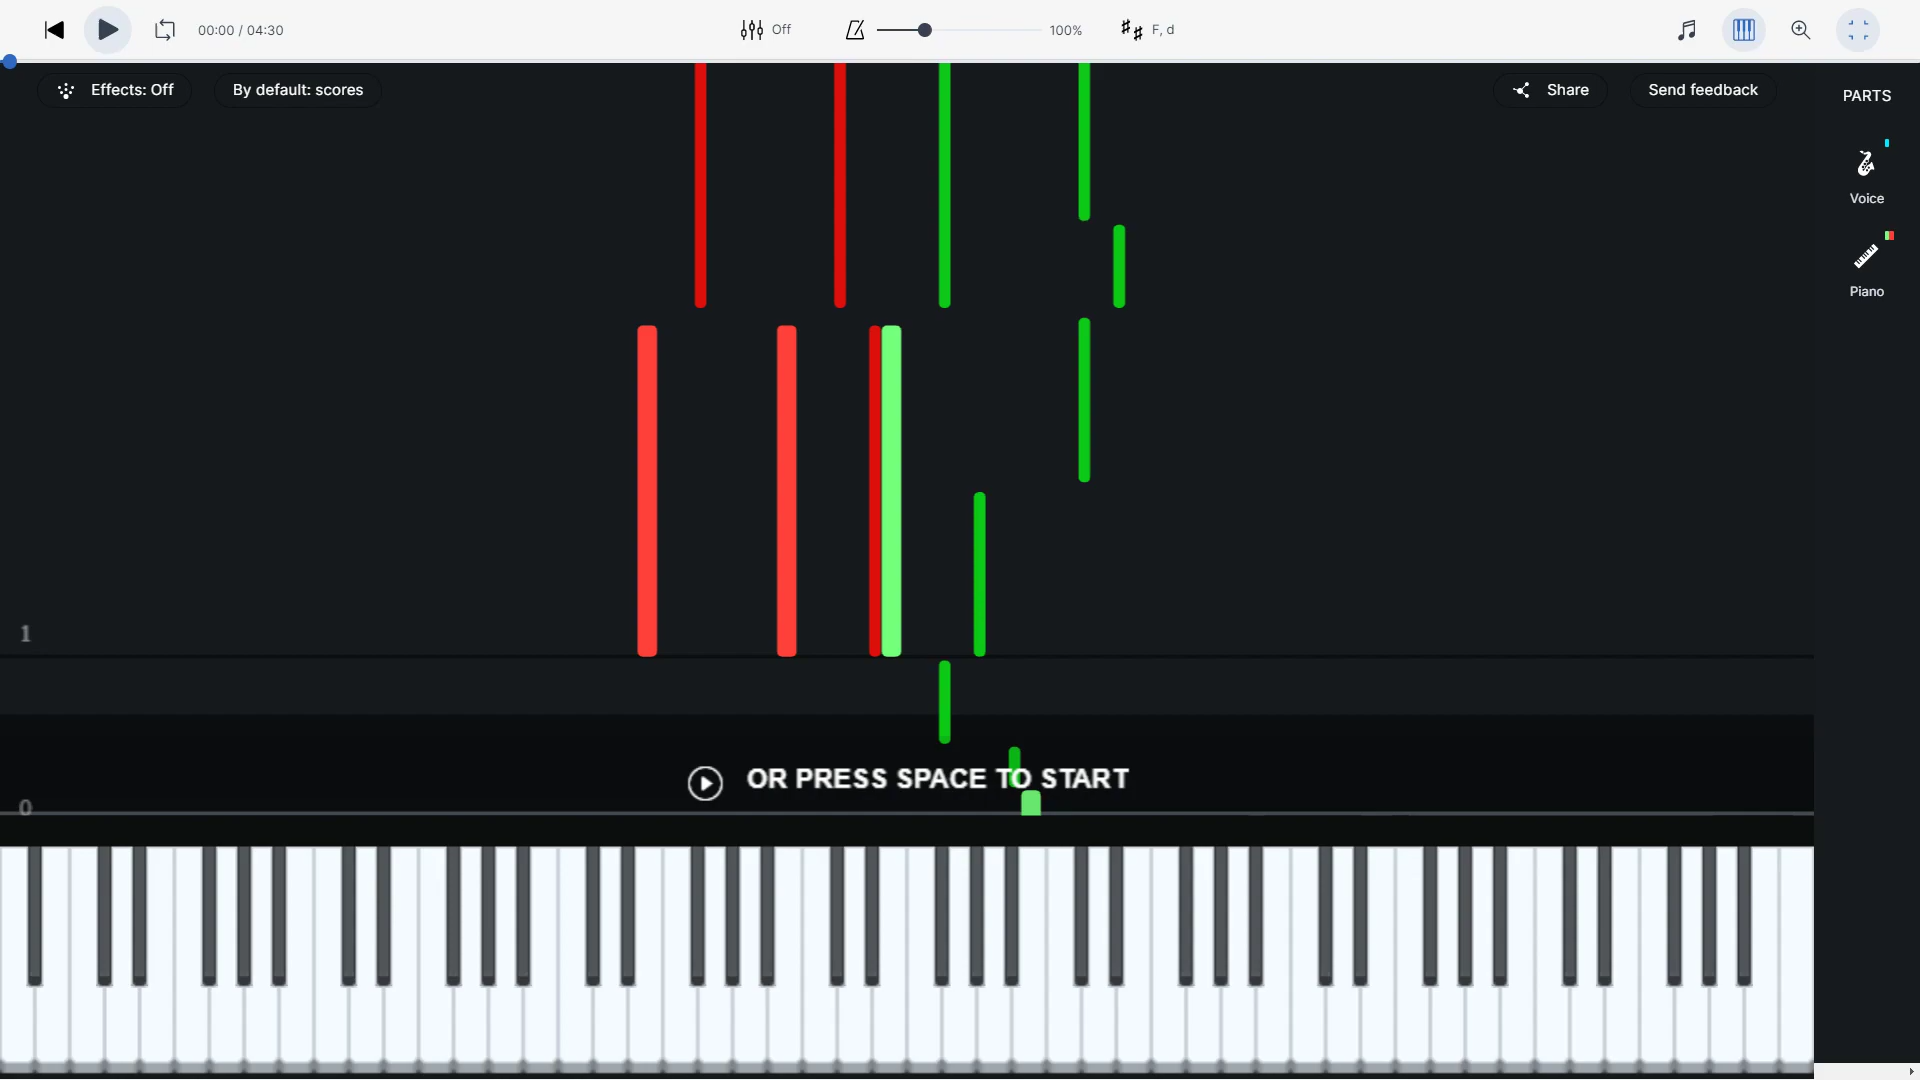 00:00 / 04:30
Off
100%
F, d
Effects: Off
By default: scores
Share
Send feedback
PARTS
Voice
Piano
1
OR PRESS SPACE TO START
0